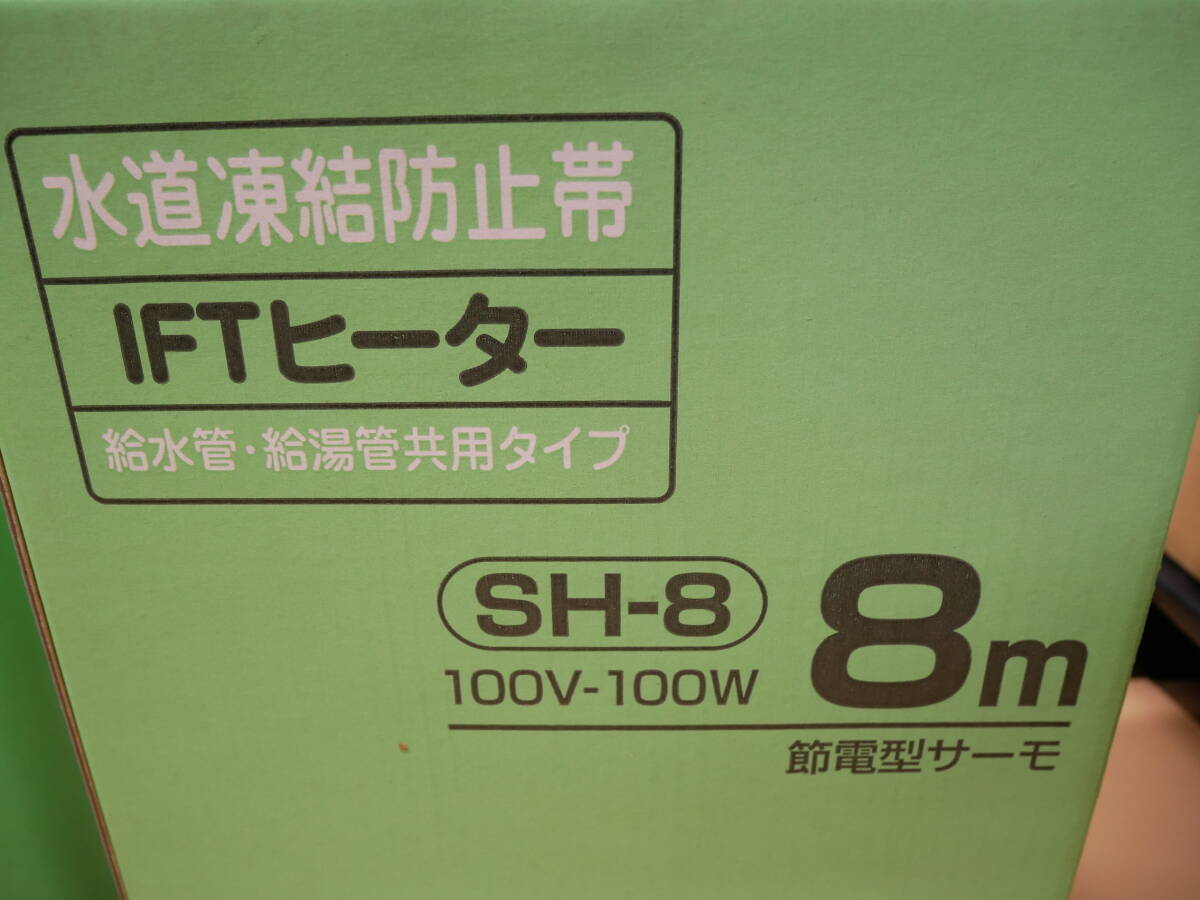 水道凍結防止帯
IFTヒーター
給水管・給湯管共用タイプ
SH-8
8m
100V-100W
節電型サーモ